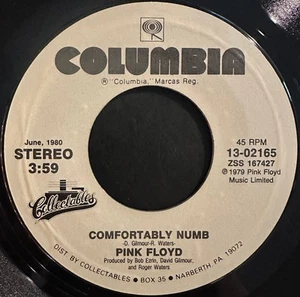 COLUMBIA
® "Columbia", Marcas Reg.
June, 1980
STEREO
3:59
Collectables
45 RPM
13-02165
ZSS 167427
℗ 1979 Pink Floyd
Music Limited
COMFORTABLY NUMB
-D. Gilmour-R. Waters-
PINK FLOYD
Produced by Bob Ezrin, David Gilmour,
and Roger Waters
DIST BY COLLECTABLES • BOX 35 • NARBERTH, PA 19072